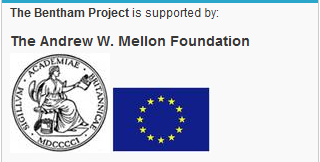 The Bentham Project is supported by:
The Andrew W. Mellon Foundation
SIGILLVM · ACADEMIAE · BRITANNICAE ·
MDCCCCI